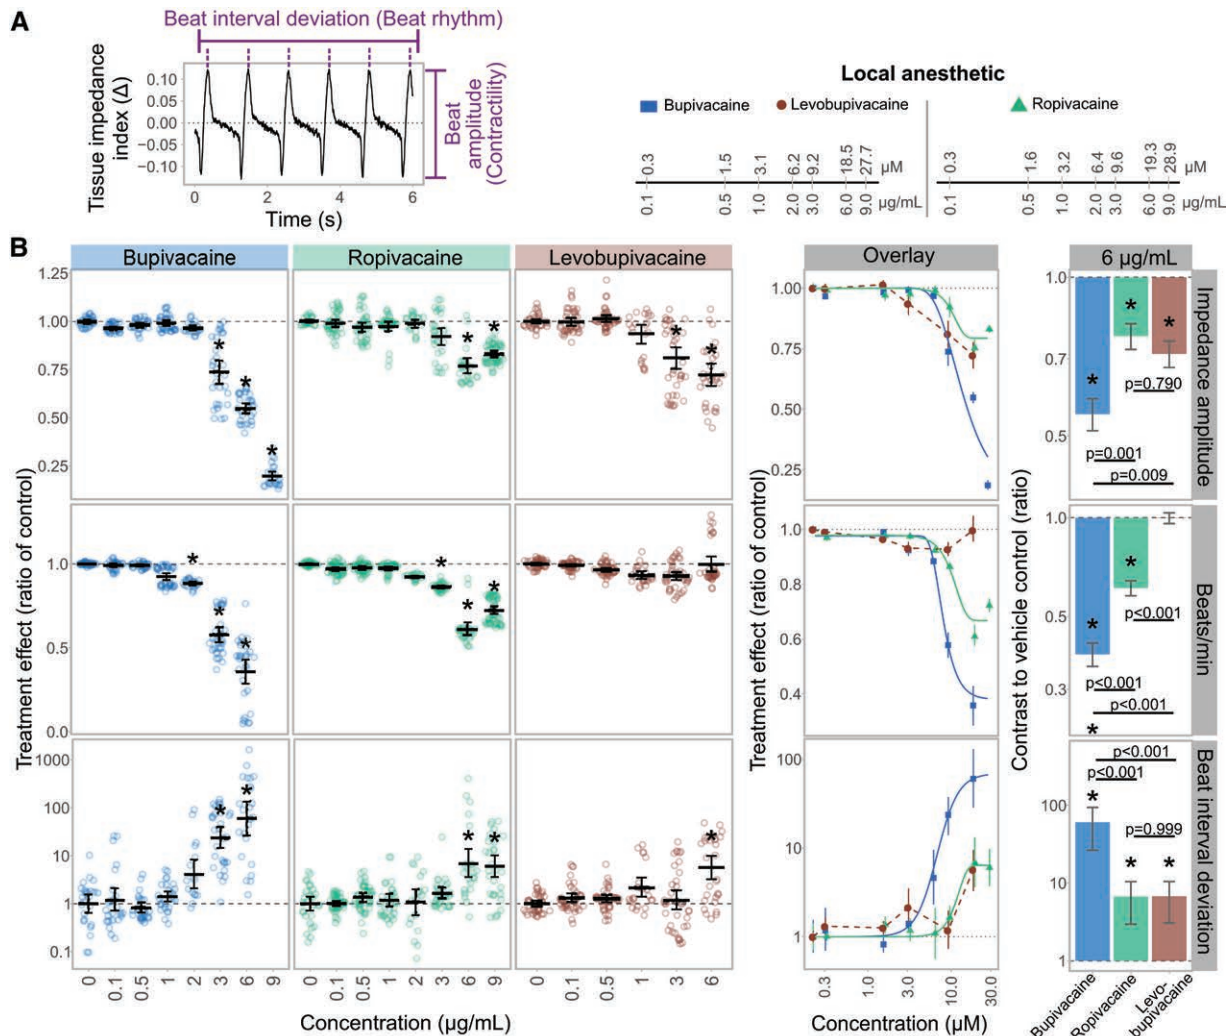 A
Beat interval deviation (Beat rhythm)
Tissue impedance
index (Δ)
0.10
0.05
0.00
−0.05
−0.10
0
2
4
6
Time (s)
Beat
amplitude
(Contractility)
Local anesthetic
Bupivacaine
Levobupivacaine
Ropivacaine
0.3
1.5
3.1
6.2
9.2
18.5
27.7
µM
0.1
0.5
1.0
2.0
3.0
6.0
9.0
µg/mL
0.3
1.6
3.2
6.4
9.6
19.3
28.9
µM
0.1
0.5
1.0
2.0
3.0
6.0
9.0
µg/mL
B
Bupivacaine
Ropivacaine
Levobupivacaine
Overlay
6 µg/mL
Treatment effect (ratio of control)
1.25
1.00
0.75
0.50
0.25
* * *
* *
* *
1.0
0.5
0.0
* * *
* * *
1000
100
10
1
0.1
* *
* *
*
0
0.1
0.5
1
2
3
6
9
0
0.1
0.5
1
2
3
6
9
0
0.1
0.5
1
3
6
Concentration (µg/mL)
Treatment effect (ratio of control)
1.00
0.75
0.50
0.25
1.0
0.8
0.6
0.4
100
10
1
0.3
1.0
3.0
10.0
30.0
Concentration (µM)
Contrast to vehicle control (ratio)
1.0
0.7
0.5
* * *
p=0.790
p=0.001
p=0.009
Impedance amplitude
1.0
0.5
0.3
* *
p<0.001
p<0.001
p<0.001
*
Beats/min
100
10
1
p<0.001
p<0.001
*
p=0.999
* *
Beat interval deviation
Bupivacaine
Ropivacaine
Levo-
bupivacaine